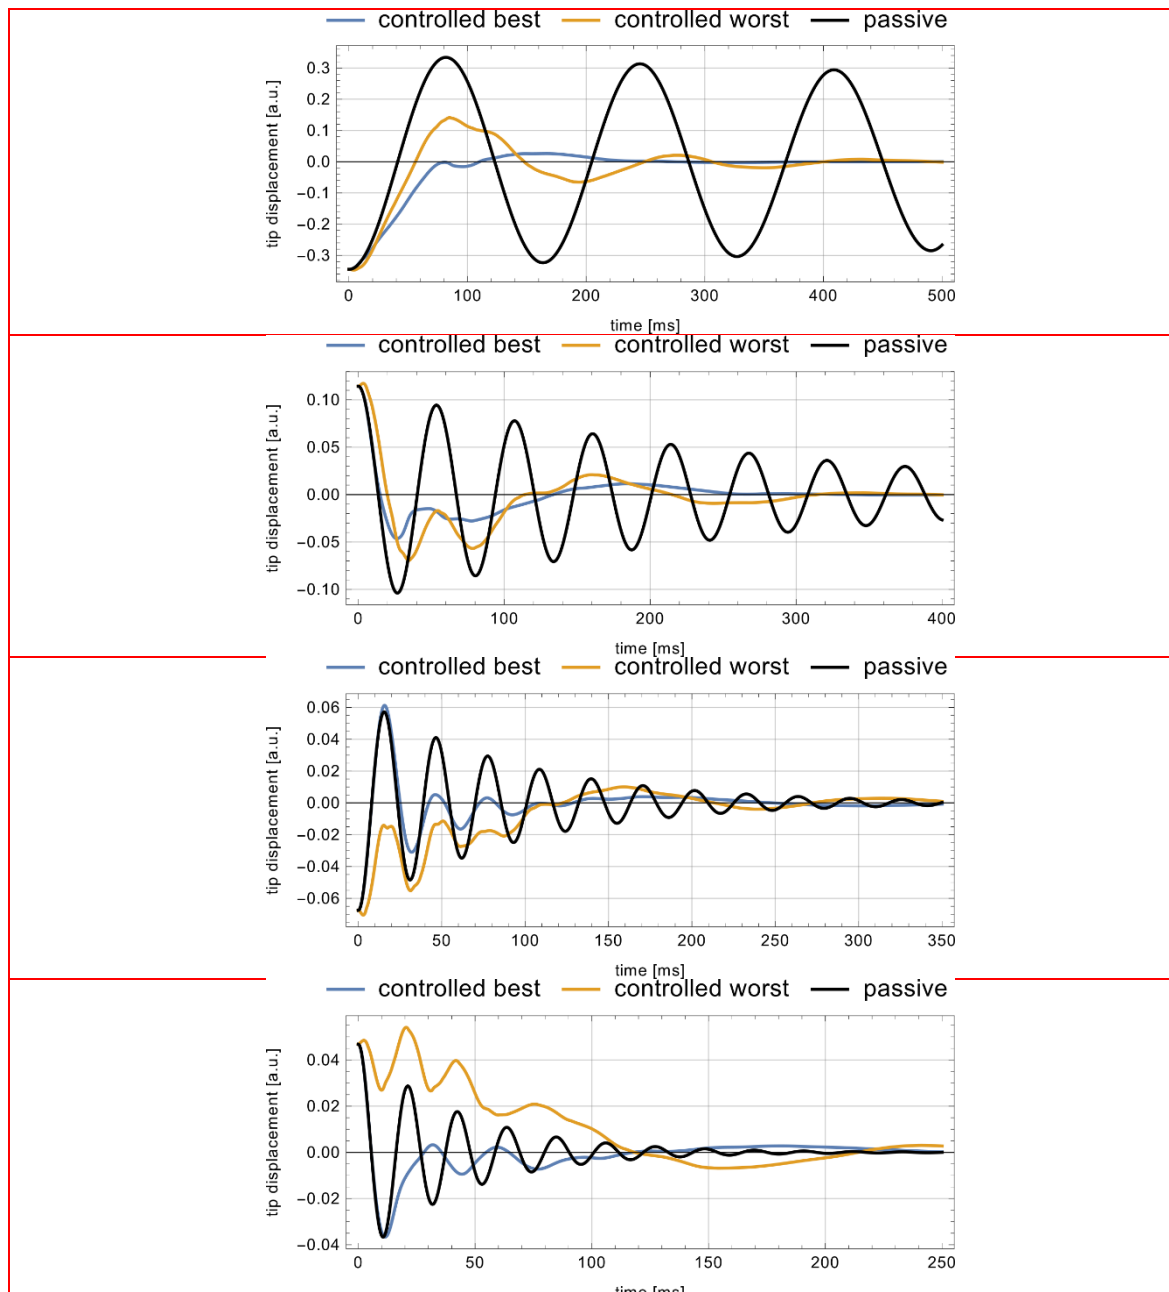 controlled best controlled worst passive
0.3
0.2
0.1
0.0
−0.1
−0.2
−0.3
tip displacement [a.u.]
0 100 200 300 400 500
time [ms]
controlled best controlled worst passive
0.10
0.05
0.00
−0.05
−0.10
tip displacement [a.u.]
0 100 200 300 400
time [ms]
controlled best controlled worst passive
0.06
0.04
0.02
0.00
−0.02
−0.04
−0.06
tip displacement [a.u.]
0 50 100 150 200 250 300 350
time [ms]
controlled best controlled worst passive
0.04
0.02
0.00
−0.02
−0.04
tip displacement [a.u.]
0 50 100 150 200 250
time [ms]